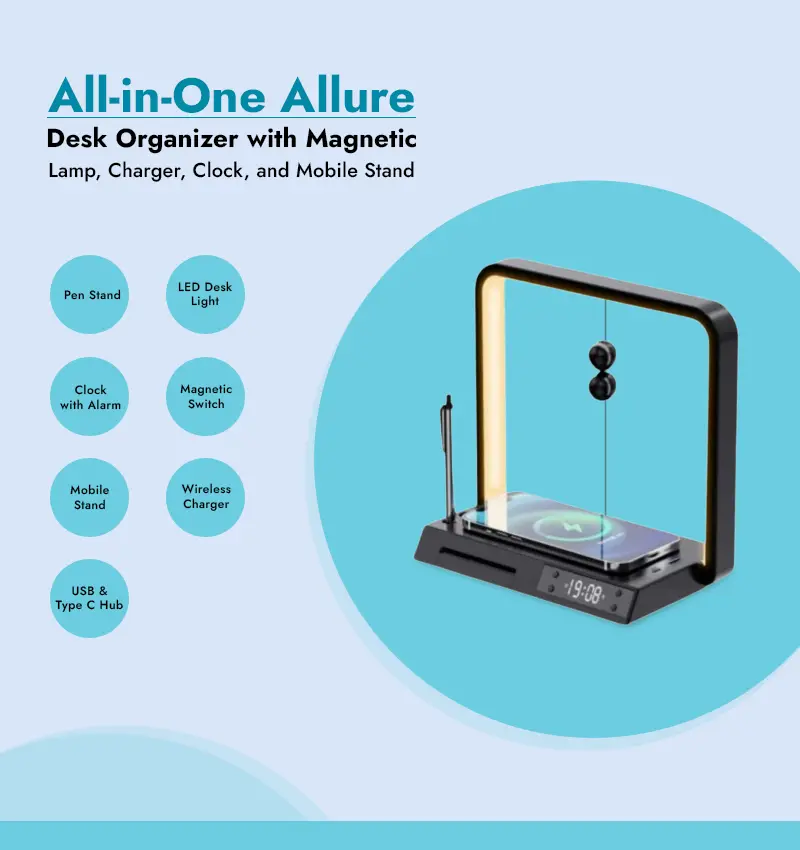 All-in-One Allure
Desk Organizer with Magnetic
Lamp, Charger, Clock, and Mobile Stand
Pen Stand
LED Desk
Light
Clock
with Alarm
Magnetic
Switch
Mobile
Stand
Wireless
Charger
USB &
Type C Hub
19:08